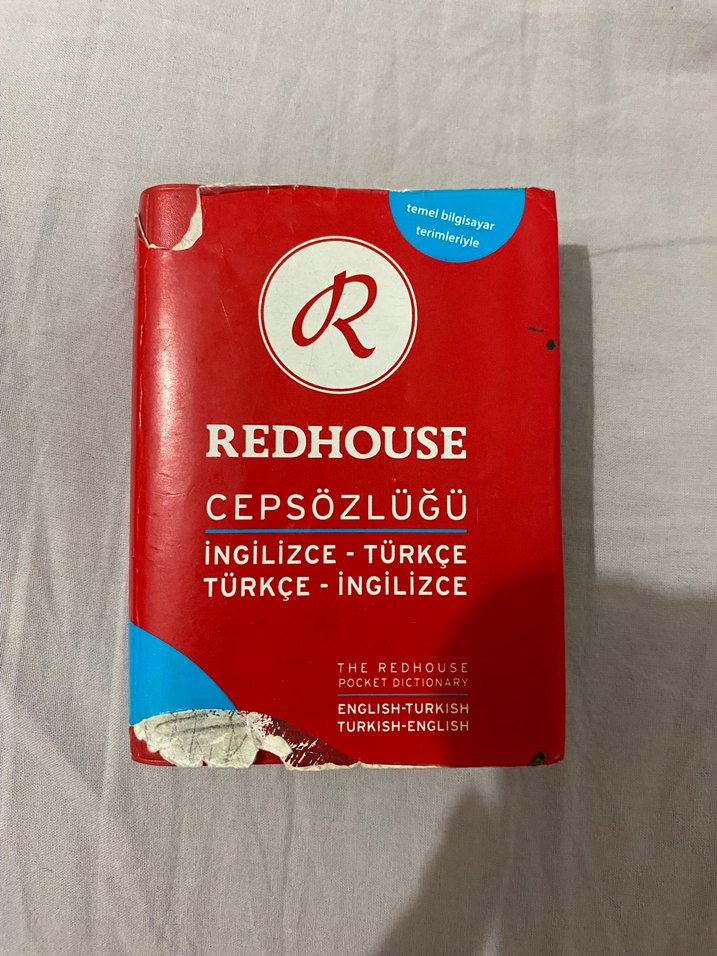 temel bilgisayar
terimleriyle
R
REDHOUSE
CEPSÖZLÜĞÜ
İNGİLİZCE - TÜRKÇE
TÜRKÇE - İNGİLİZCE
THE REDHOUSE
POCKET DICTIONARY
ENGLISH-TURKISH
TURKISH-ENGLISH